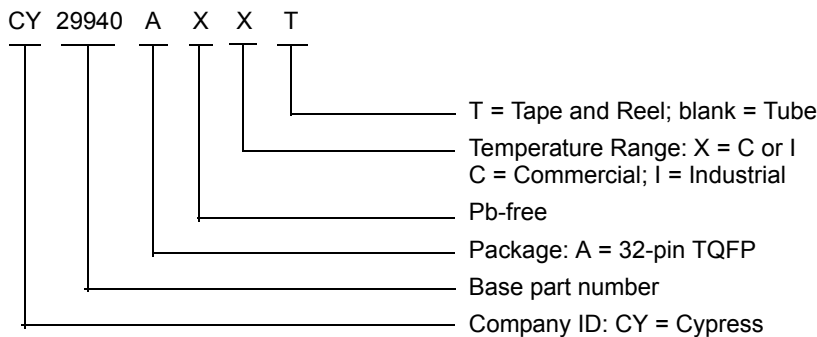 CY 29940 A X X T
T = Tape and Reel; blank = Tube
Temperature Range: X = C or I
C = Commercial; I = Industrial
Pb-free
Package: A = 32-pin TQFP
Base part number
Company ID: CY = Cypress